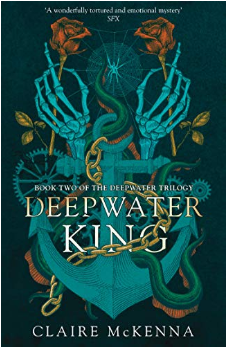 'A wonderfully tortured and emotional mystery'
SFX
BOOK TWO OF THE DEEPWATER TRILOGY
DEEPWATER
KING
CLAIRE McKENNA